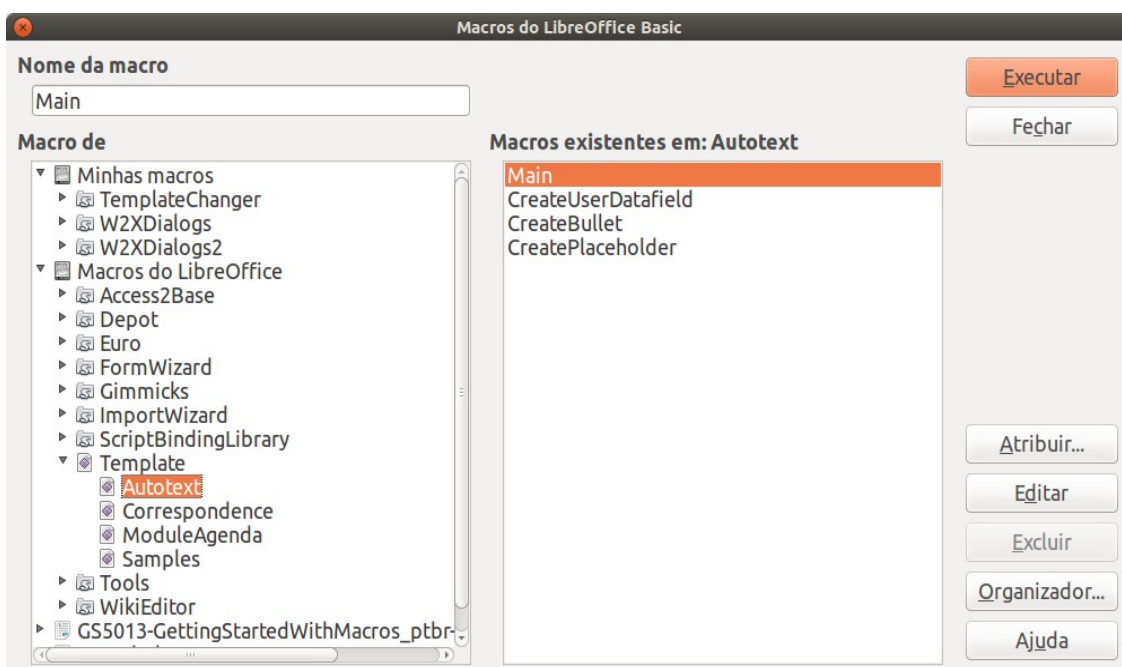 Macros do LibreOffice Basic
Nome da macro
Main
Macro de
Minhas macros
TemplateChanger
W2XDialogs
W2XDialogs2
Macros do LibreOffice
Access2Base
Depot
Euro
FormWizard
Gimmicks
ImportWizard
ScriptBindingLibrary
Template
Autotext
Correspondence
ModuleAgenda
Samples
Tools
WikiEditor
GS5013-GettingStartedWithMacros_ptbr-
Macros existentes em: Autotext
Main
CreateUserDatafield
CreateBullet
CreatePlaceholder
Executar
Fechar
Atribuir...
Editar
Excluir
Organizador...
Ajuda